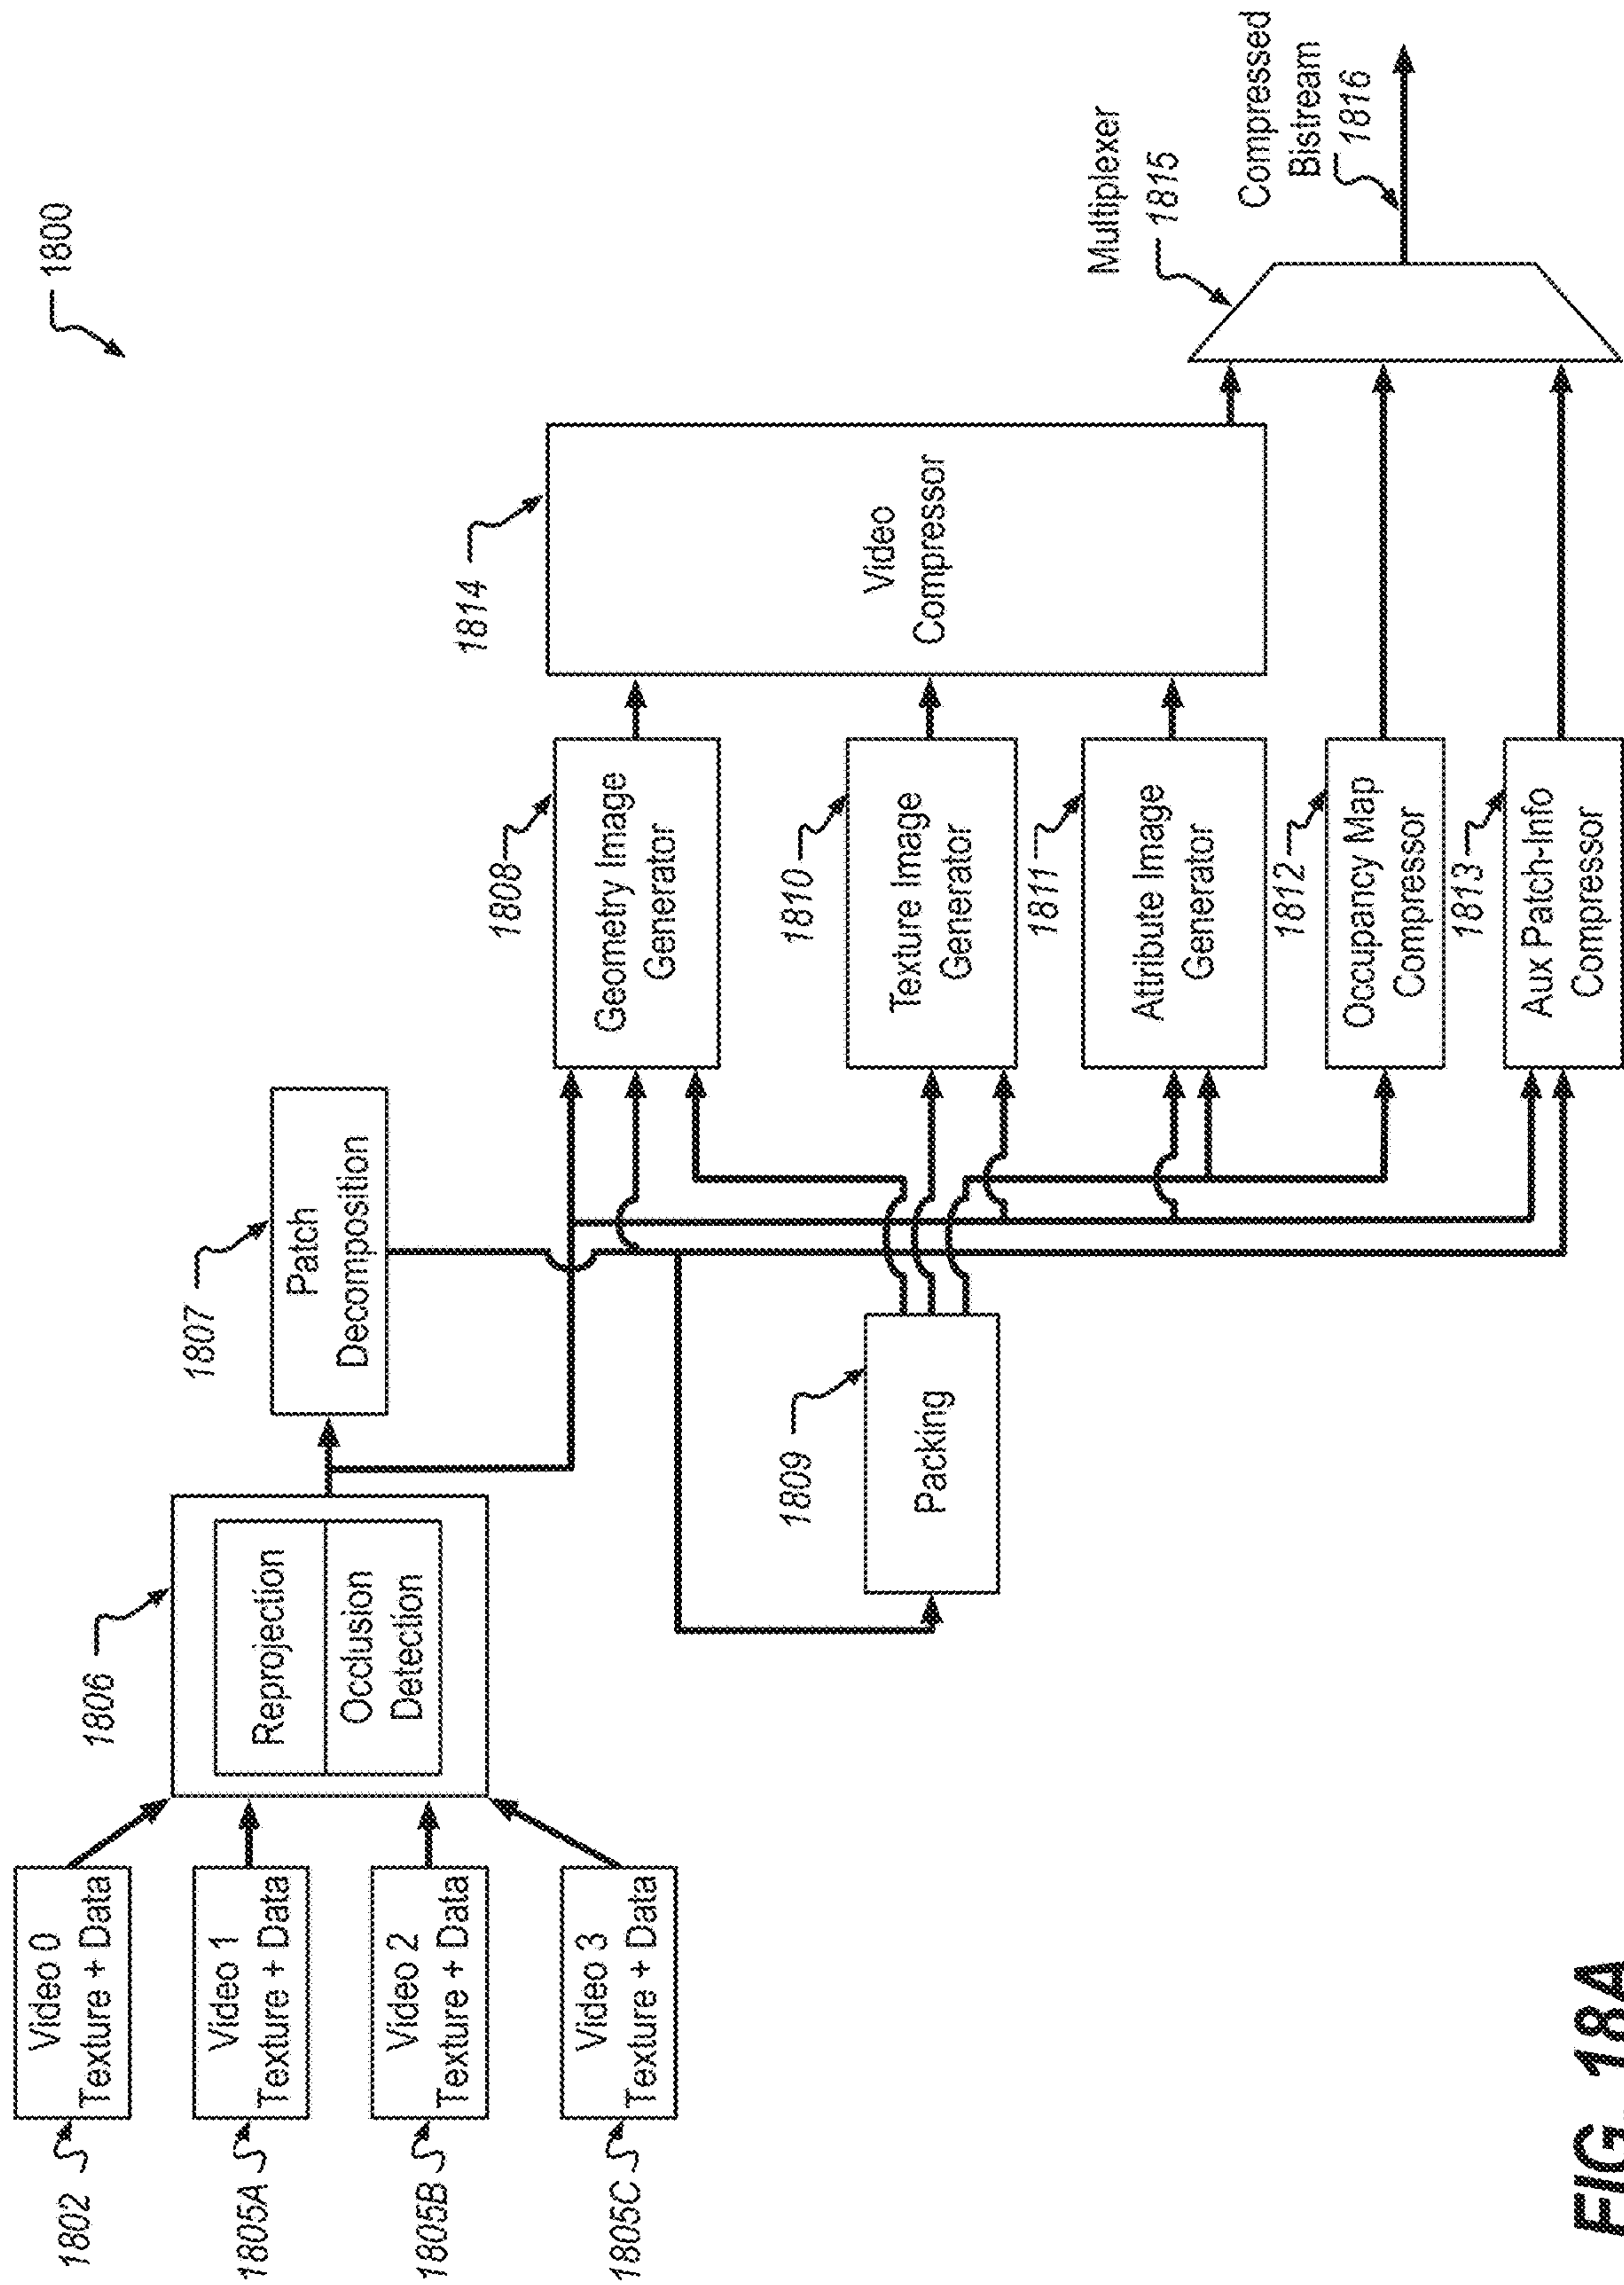 1800
1802
Video 0
Texture + Data
1805A
Video 1
Texture + Data
1805B
Video 2
Texture + Data
1805C
Video 3
Texture + Data
1806
Reprojection
Occlusion
Detection
1807
Patch
Decomposition
1809
Packing
1808
Geometry Image
Generator
1810
Texture Image
Generator
1811
Attribute Image
Generator
1812
Occupancy Map
Compressor
1813
Aux Patch-Info
Compressor
1814
Video
Compressor
Multiplexer
1815
Compressed
Bistream
1816
FIG. 18A